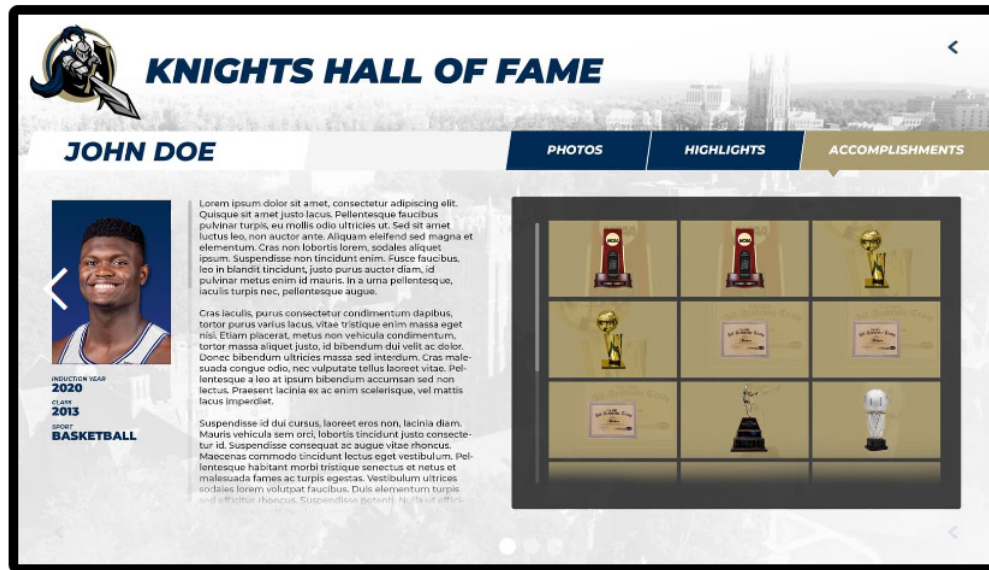 KNIGHTS HALL OF FAME
JOHN DOE
PHOTOS
HIGHLIGHTS
ACCOMPLISHMENTS
Lorem ipsum dolor sit amet, consectetur adipiscing elit.
Quisque sit amet justo lacus. Pellentesque faucibus
pulvinar turpis, eu mollis odio ultricies ut. Sed sit amet
luctus leo, non auctor ante. Aliquam eleifend sed magna et
elementum. Cras non lobortis lorem, sodales aliquet
ipsum. Suspendisse non tincidunt enim. Fusce faucibus,
leo in blandit tincidunt, justo purus auctor diam, id
pulvinar metus enim id mauris. In a urna pellentesque,
iaculis turpis nec, pellentesque augue.
Cras iaculis, purus consectetur condimentum dapibus,
tortor purus varius lacus, vitae tristique enim massa eget
nisi. Etiam placerat, metus non vehicula condimentum,
tortor massa aliquet justo, id bibendum dui velit ac dolor.
Donec bibendum ultricies massa sed interdum. Cras male-
suada congue odio, nec vulputate tellus laoreet vitae. Pel-
lentesque a leo at ipsum bibendum accumsan sed non
lectus. Praesent lacinia ex ac enim scelerisque, vel mattis
lacus imperdiet.
Suspendisse id dui cursus, laoreet eros non, lacinia diam.
Mauris vehicula sem orci, lobortis tincidunt justo consecte-
tur id. Suspendisse consequat ac augue vitae rhoncus.
Maecenas commodo tincidunt lectus eget vestibulum. Pel-
lentesque habitant morbi tristique senectus et netus et
malesuada fames ac turpis egestas. Vestibulum ultrices
sodales lorem volutpat faucibus. Duis elementum turpis
sed efficitur rhoncus. Suspendisse potenti. Nulla ut effici-
INDUCTION YEAR
2020
CLASS
2013
SPORT
BASKETBALL
NCAA
NCAA